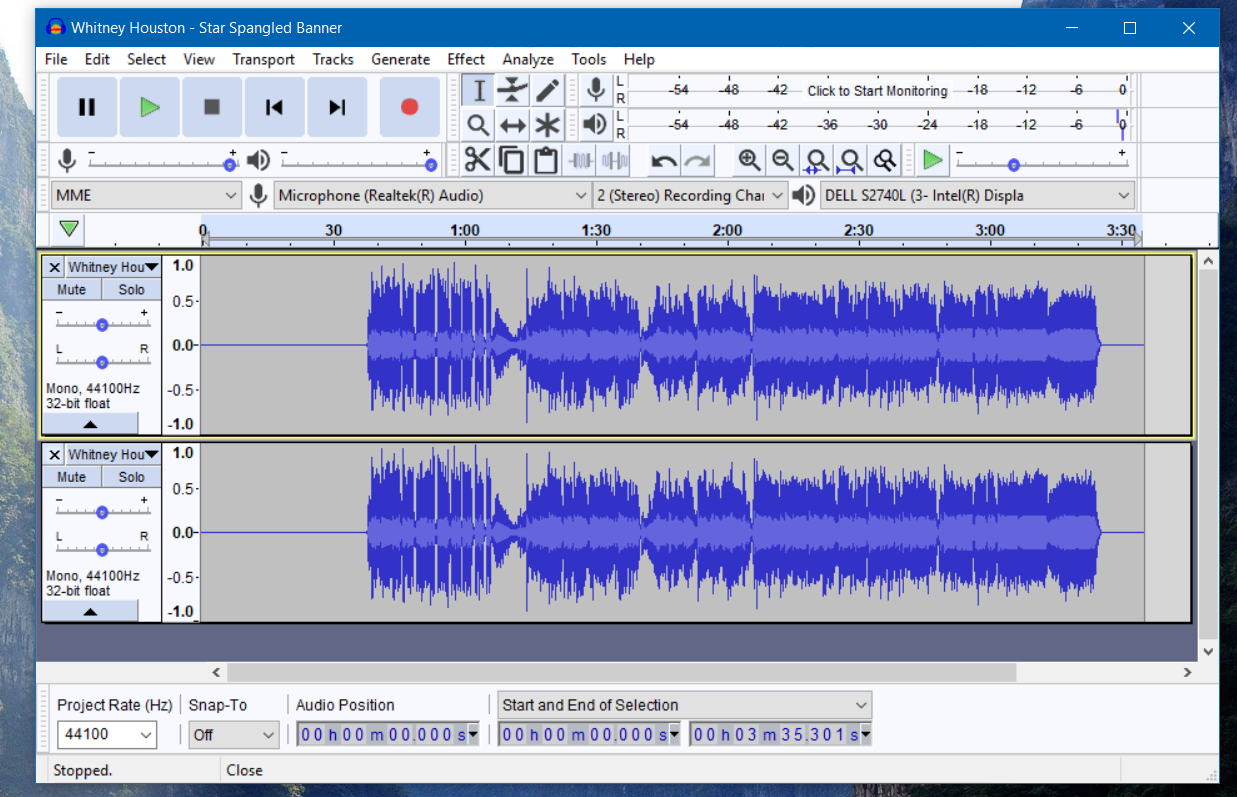 Whitney Houston - Star Spangled Banner
File Edit Select View Transport Tracks Generate Effect Analyze Tools Help
L R -54 -48 -42 Click to Start Monitoring -18 -12 -6 0
L R -54 -48 -42 -36 -30 -24 -18 -12 -6 0
- + - + - +
MME Microphone (Realtek(R) Audio) 2 (Stereo) Recording Char DELL S2740L (3- Intel(R) Displa
0 30 1:00 1:30 2:00 2:30 3:00 3:30
X Whitney Hou 1.0
Mute Solo
0.5
- +
L R 0.0
Mono, 44100Hz -0.5
32-bit float
-1.0
X Whitney Hou 1.0
Mute Solo
0.5
- +
L R 0.0
Mono, 44100Hz -0.5
32-bit float
-1.0
Project Rate (Hz) Snap-To Audio Position Start and End of Selection
44100 Off 00 h 00 m 00.000 s 00 h 00 m 00.000 s 00 h 03 m 35.301 s
Stopped. Close